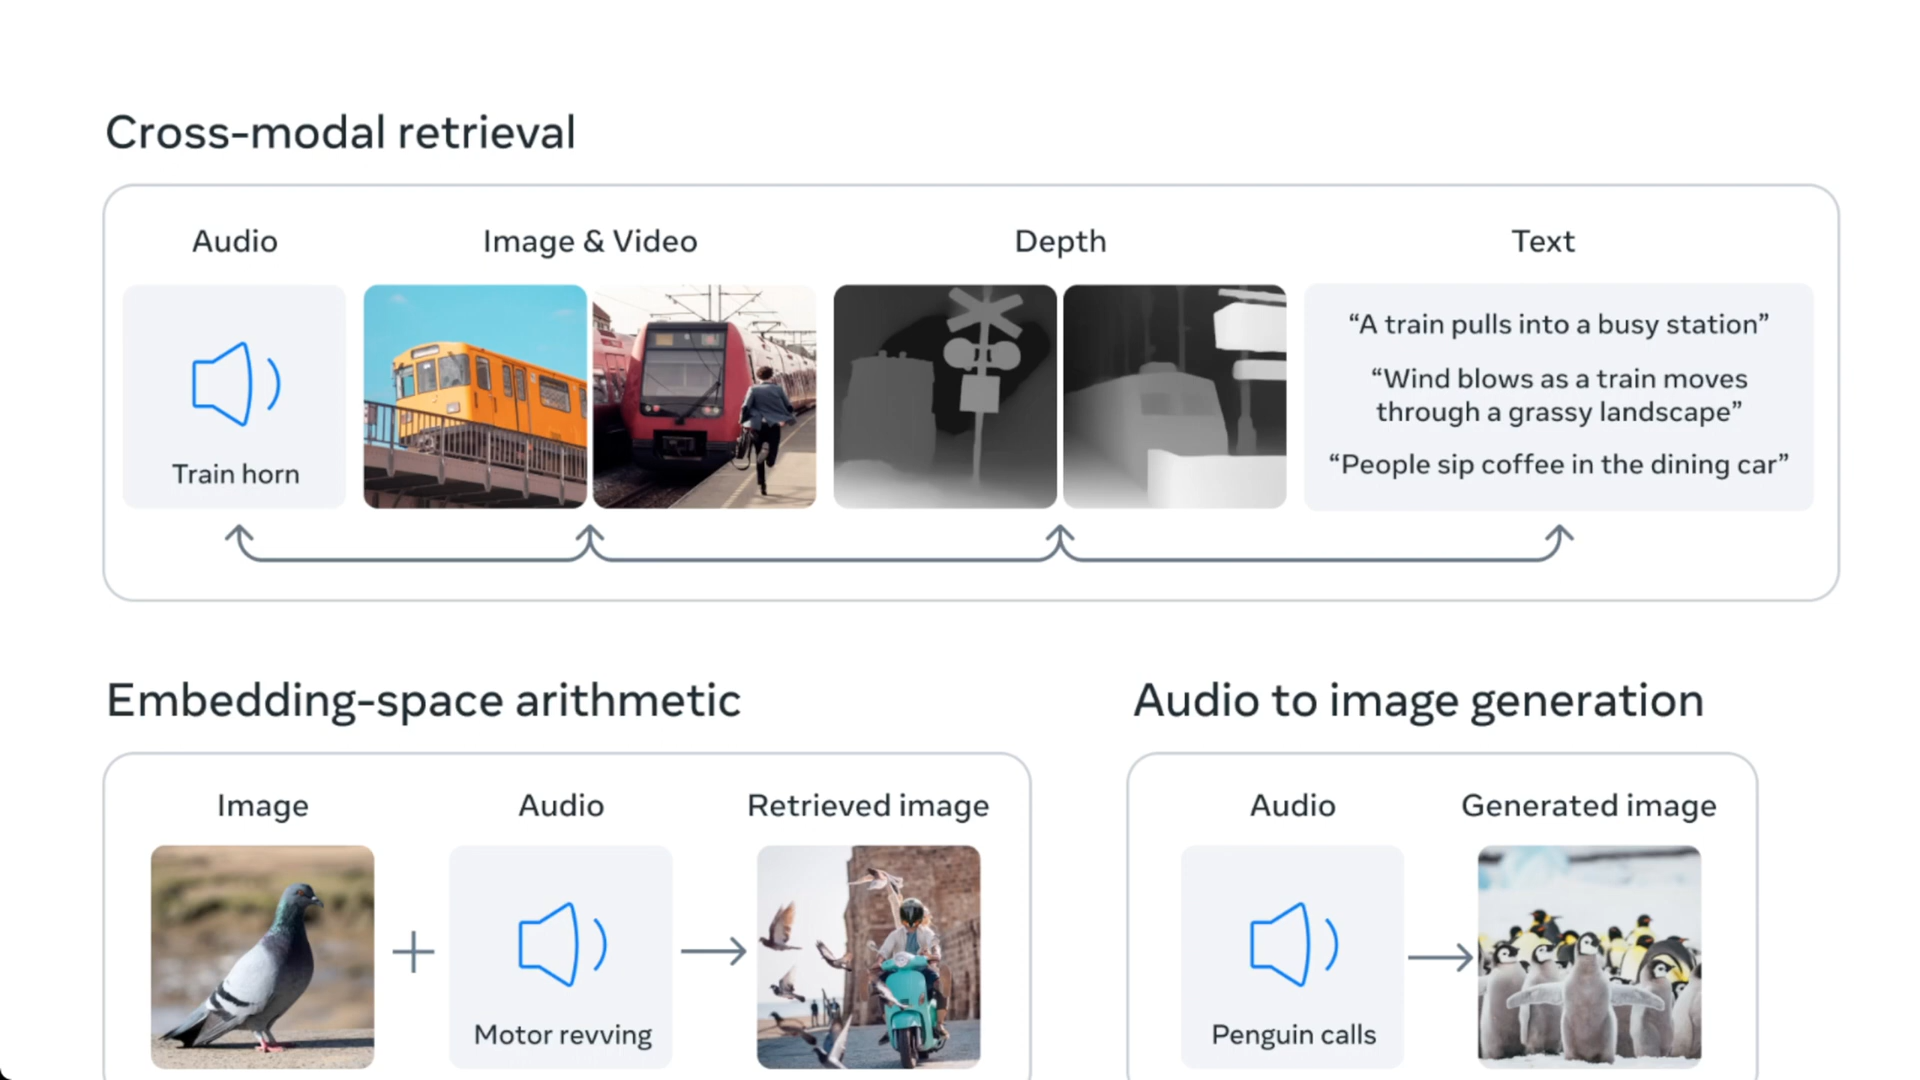 Cross-modal retrieval
Audio
Image & Video
Depth
Text
Train horn
“A train pulls into a busy station”
“Wind blows as a train moves
through a grassy landscape”
“People sip coffee in the dining car”
Embedding-space arithmetic
Image
Audio
Retrieved image
Motor revving
Audio to image generation
Audio
Generated image
Penguin calls